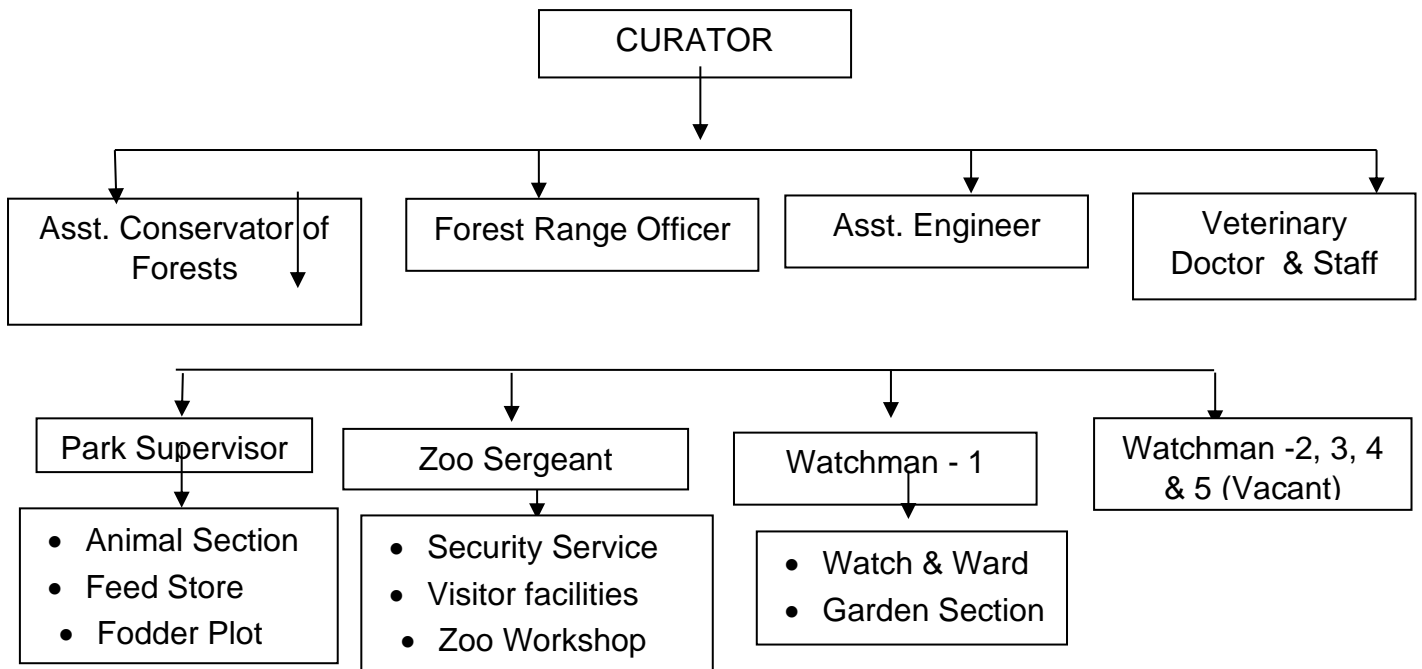 CURATOR
Asst. Conservator of
Forests
Forest Range Officer
Asst. Engineer
Veterinary
Doctor & Staff
Park Supervisor
Zoo Sergeant
Watchman - 1
Watchman -2, 3, 4
& 5 (Vacant)
• Animal Section
• Feed Store
• Fodder Plot
• Security Service
• Visitor facilities
• Zoo Workshop
• Watch & Ward
• Garden Section